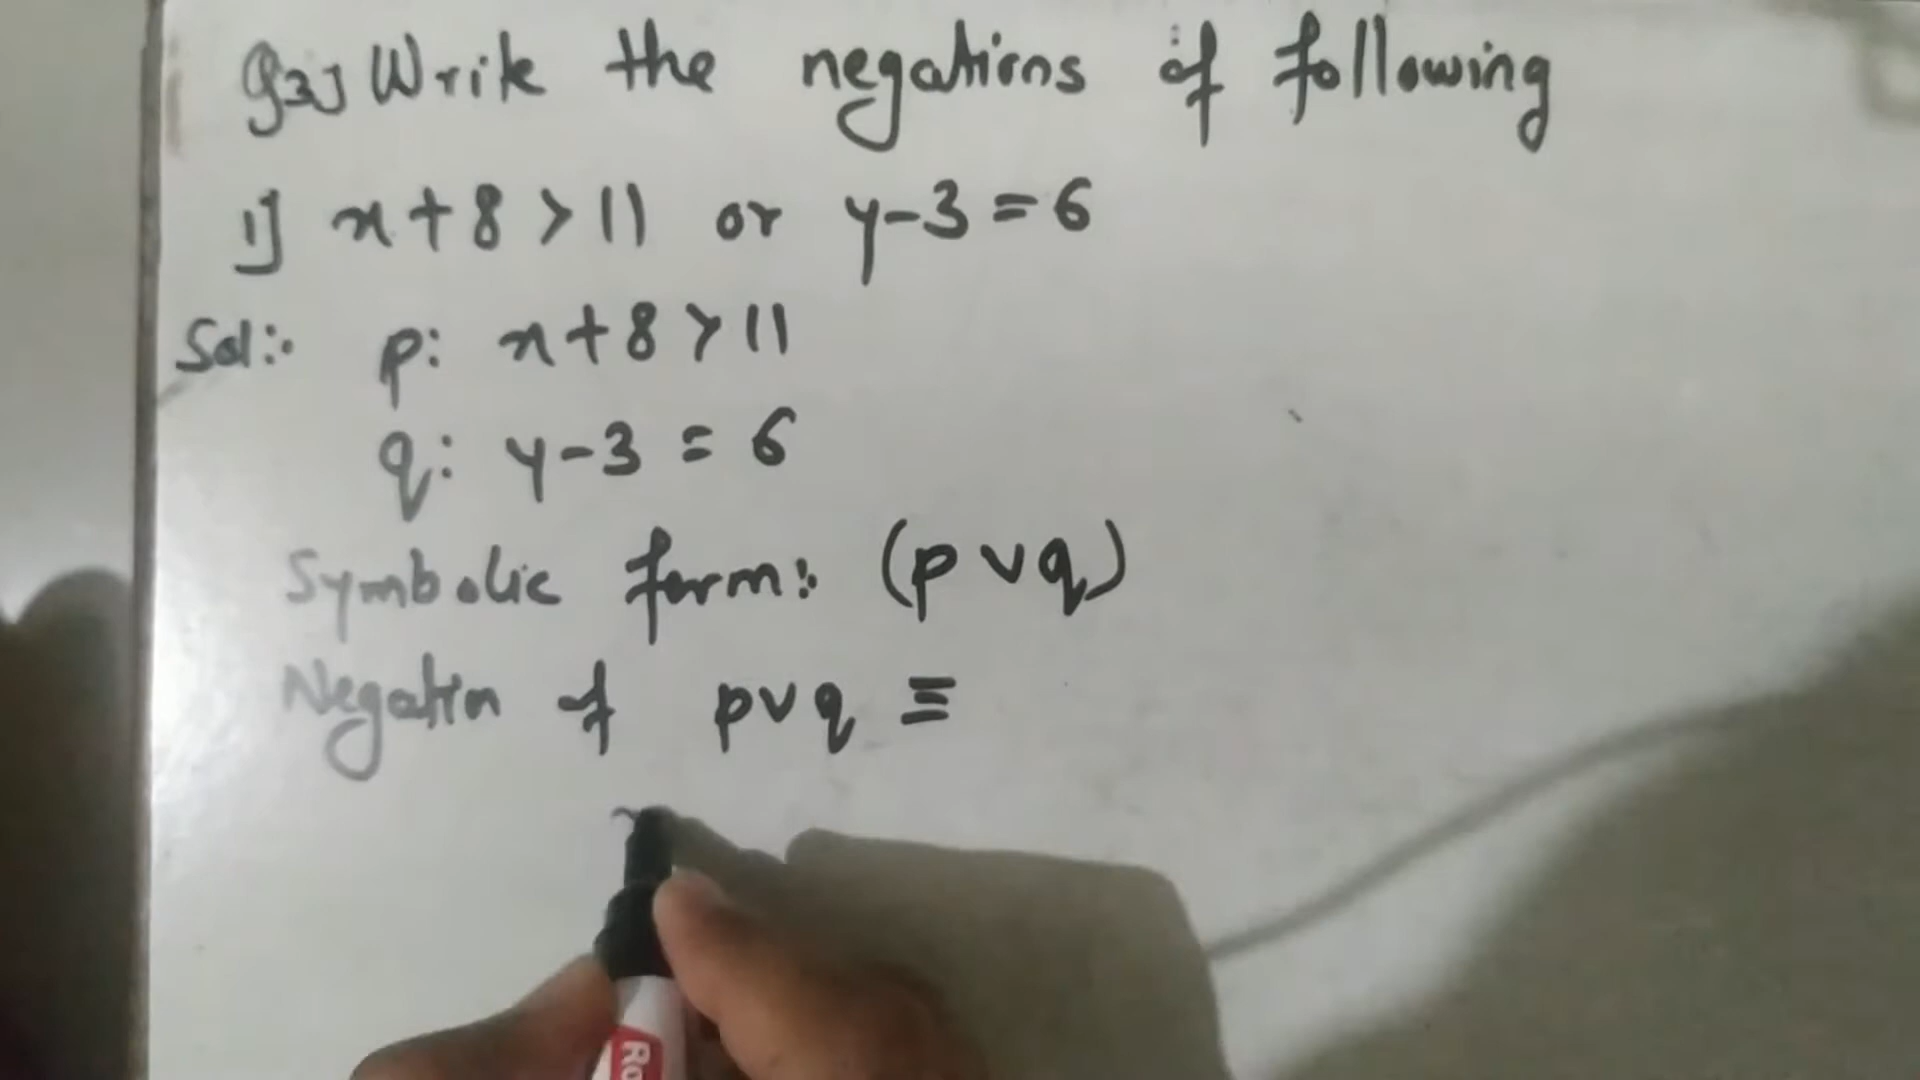 Q3] Write the negations of following
1] x+8>11 or y-3=6
Sol:. p: x+8>11
q: y-3=6
Symbolic form:. (p∨q)
Negation of p∨q ≡
~
Ro